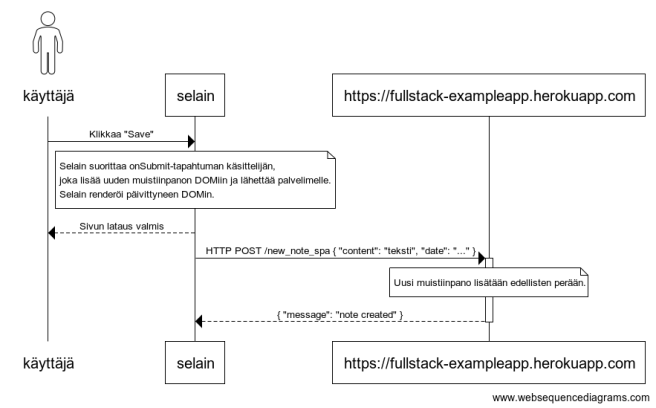 käyttäjä
selain
https://fullstack-exampleapp.herokuapp.com
Klikkaa "Save"
Selain suorittaa onSubmit-tapahtuman käsittelijän,
joka lisää uuden muistiinpanon DOMiin ja lähettää palvelimelle.
Selain renderöi päivittyneen DOMin.
Sivun lataus valmis
HTTP POST /new_note_spa { "content": "teksti", "date": "..." }
Uusi muistiinpano lisätään edellisten perään.
{ "message": "note created" }
käyttäjä
selain
https://fullstack-exampleapp.herokuapp.com
www.websequencediagrams.com